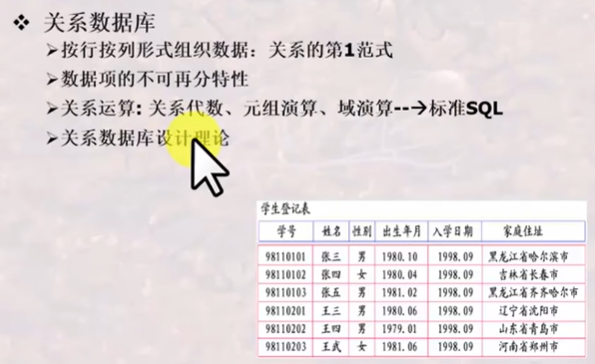 ❖ 关系数据库
➢按行按列形式组织数据：关系的第1范式
➢数据项的不可再分特性
➢关系运算: 关系代数、元组演算、域演算--→标准SQL
➢关系数据库设计理论
学生登记表
学号 姓名 性别 出生年月 入学日期 家庭住址
98110101 张三 男 1980.10 1998.09 黑龙江省哈尔滨市
98110102 张四 女 1980.04 1998.09 吉林省长春市
98110103 张五 男 1981.02 1998.09 黑龙江省齐齐哈尔市
98110201 王三 男 1980.06 1998.09 辽宁省沈阳市
98110202 王四 男 1979.01 1998.09 山东省青岛市
98110203 王武 女 1981.06 1998.09 河南省郑州市